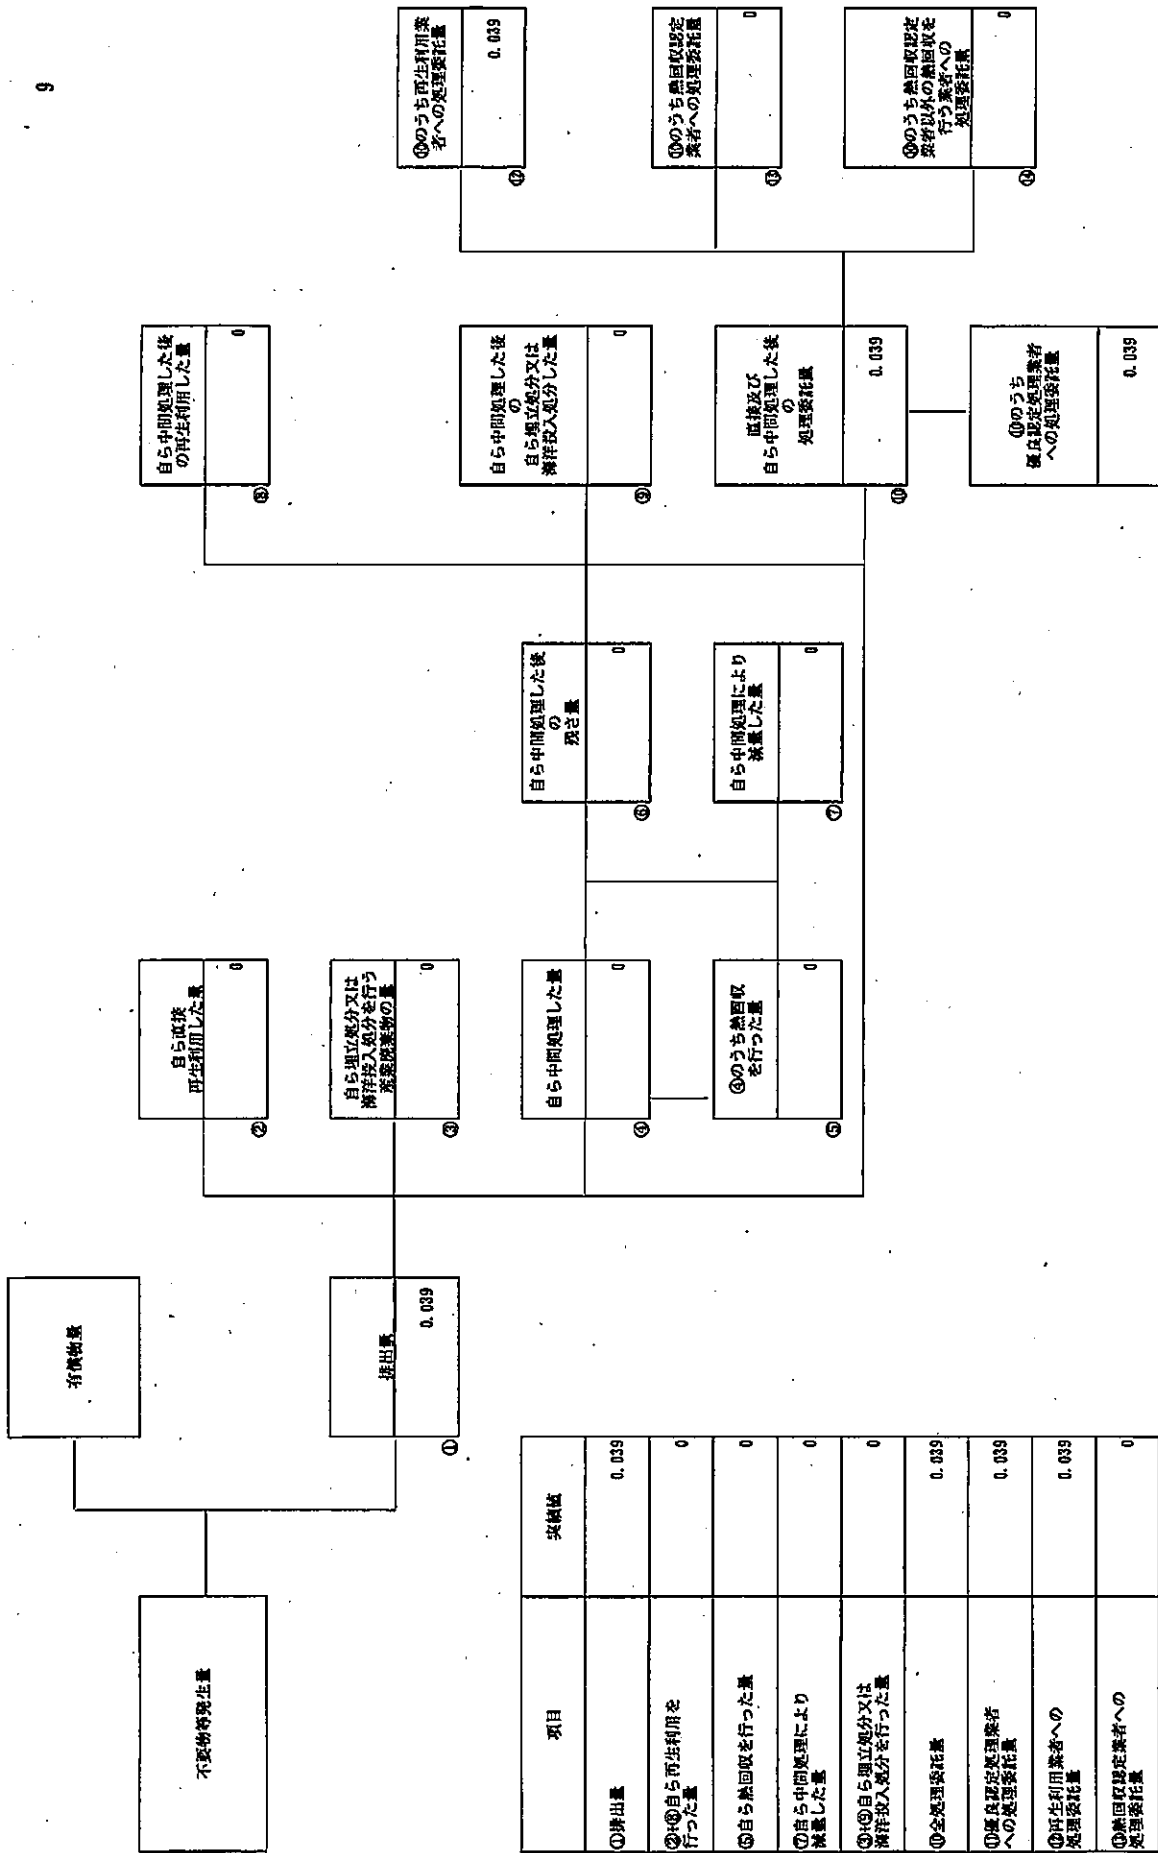 9
不要物等発生量
有償物量
排出量
0.039
①
自ら直接
再生利用した量
0
②
自ら埋立処分又は
海洋投入処分を行う
産業廃棄物の量
0
③
自ら中間処理した量
0
④
④のうち熱回収
を行った量
0
⑤
自ら中間処理した後
の
残さ量
0
⑥
自ら中間処理により
減量した量
0
⑦
自ら中間処理した後
の再生利用した量
0
⑧
自ら中間処理した後
の
自ら埋立処分又は
海洋投入処分した量
0
⑨
直接及び
自ら中間処理した後
の
処理委託量
0.039
⑩
⑩のうち
優良認定処理業者
への処理委託量
0.039
⑩のうち再生利用業
者への処理委託量
0.039
⑫
⑩のうち熱回収認定
業者への処理委託量
0
⑬
⑩のうち熱回収認定
業者以外の熱回収を
行う業者への
処理委託量
0
⑭
項目
実績値
①排出量
0.039
②+⑧自ら再生利用を
行った量
0
⑤自ら熱回収を行った量
0
⑦自ら中間処理により
減量した量
0
③+⑨自ら埋立処分又は
海洋投入処分を行った量
0
⑩全処理委託量
0.039
⑪優良認定処理業者
への処理委託量
0.039
⑫再生利用業者への
処理委託量
0.039
⑬熱回収認定業者への
処理委託量
0